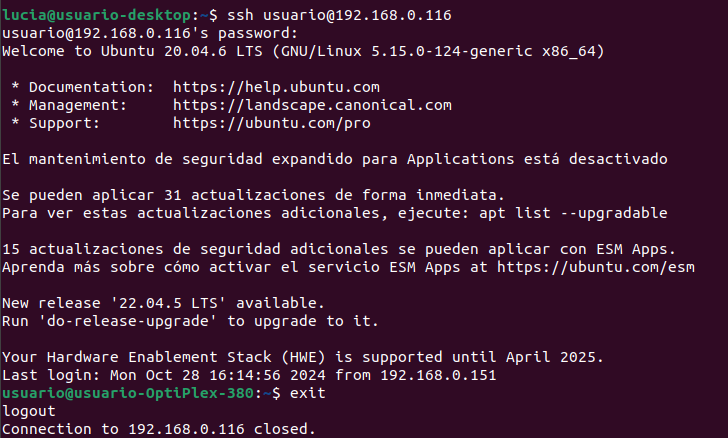 lucia@usuario-desktop:~$ ssh usuario@192.168.0.116
usuario@192.168.0.116's password:
Welcome to Ubuntu 20.04.6 LTS (GNU/Linux 5.15.0-124-generic x86_64)
* Documentation:  https://help.ubuntu.com
* Management:     https://landscape.canonical.com
* Support:        https://ubuntu.com/pro
El mantenimiento de seguridad expandido para Applications está desactivado
Se pueden aplicar 31 actualizaciones de forma inmediata.
Para ver estas actualizaciones adicionales, ejecute: apt list --upgradable
15 actualizaciones de seguridad adicionales se pueden aplicar con ESM Apps.
Aprenda más sobre cómo activar el servicio ESM Apps at https://ubuntu.com/esm
New release '22.04.5 LTS' available.
Run 'do-release-upgrade' to upgrade to it.
Your Hardware Enablement Stack (HWE) is supported until April 2025.
Last login: Mon Oct 28 16:14:56 2024 from 192.168.0.151
usuario@usuario-OptiPlex-380:~$ exit
logout
Connection to 192.168.0.116 closed.